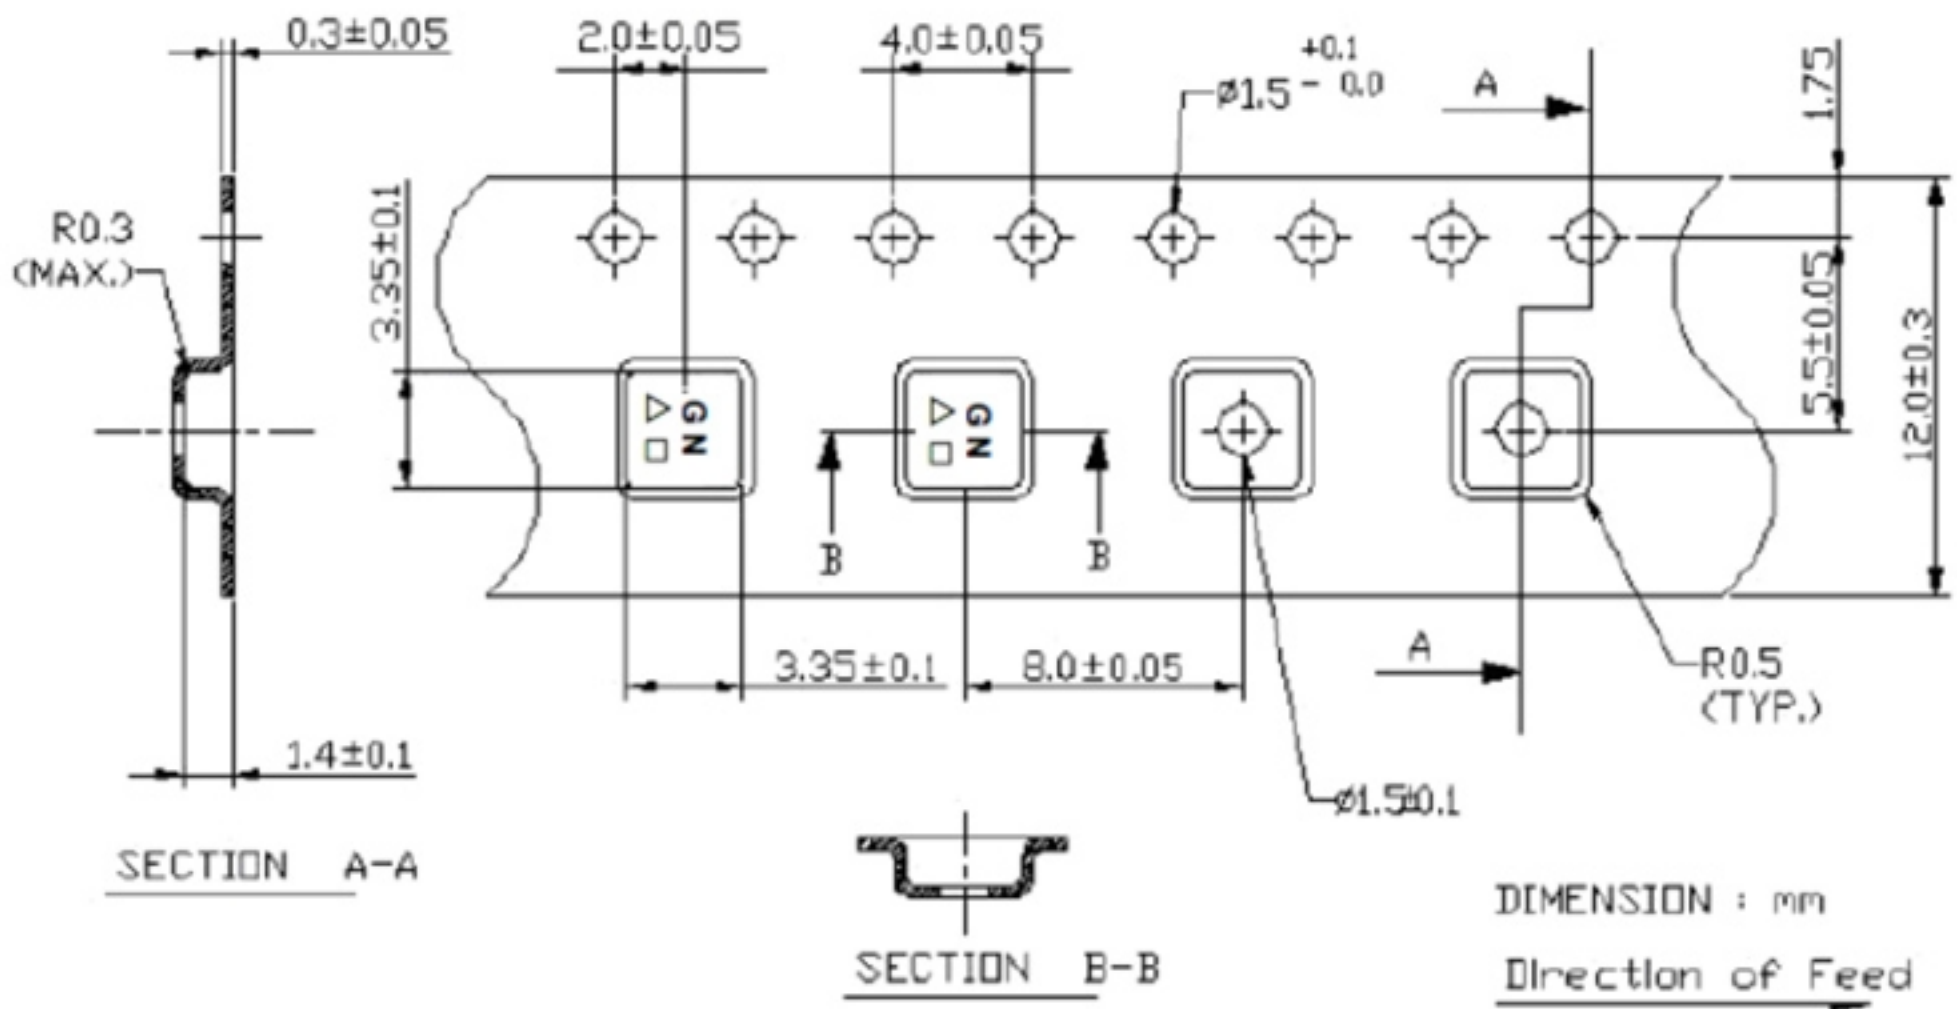 0.3±0.05
2.0±0.05
4.0±0.05
ø1.5 +0.1 - 0.0
A
1.75
R0.3
(MAX.)
3.35±0.1
5.5±0.05
12.0±0.3
G N
△ □
G N
△ □
B
B
3.35±0.1
8.0±0.05
A
R0.5
(TYP.)
1.4±0.1
ø1.5±0.1
SECTION A-A
SECTION B-B
DIMENSION : mm
Direction of Feed